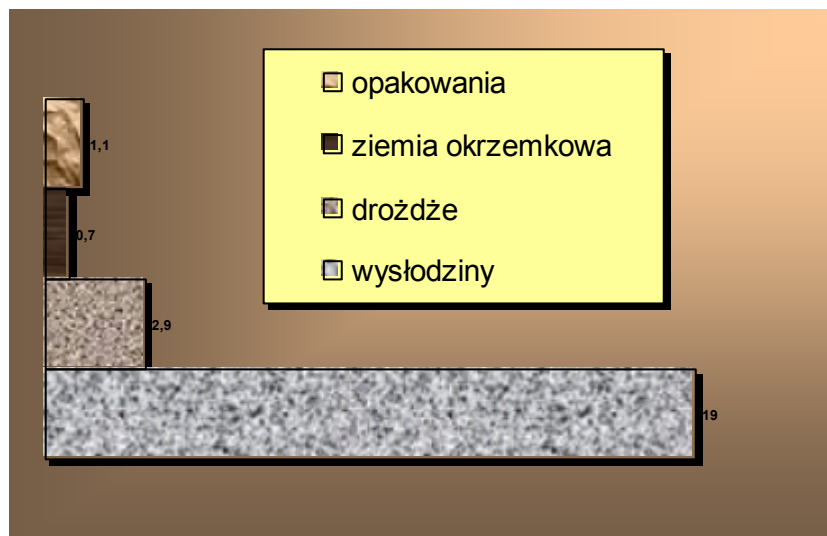 opakowania
1,1
ziemia okrzemkowa
0,7
drożdże
wysłodziny
2,9
19